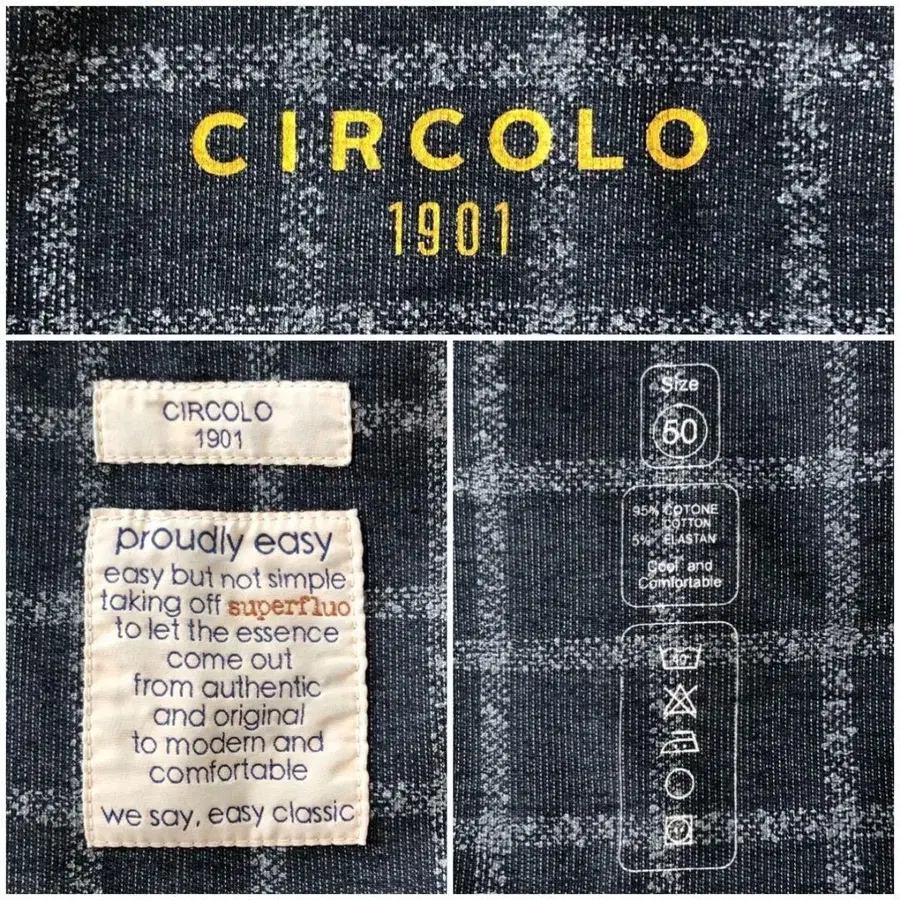 CIRCOLO
1901
CIRCOLO
1901
proudly easy
easy but not simple
taking off superfluo
to let the essence
come out
from authentic
and original
to modern and
comfortable
we say, easy classic
Size
50
95% COTONE
COTTON
5% ELASTAN
Cool and
Comfortable